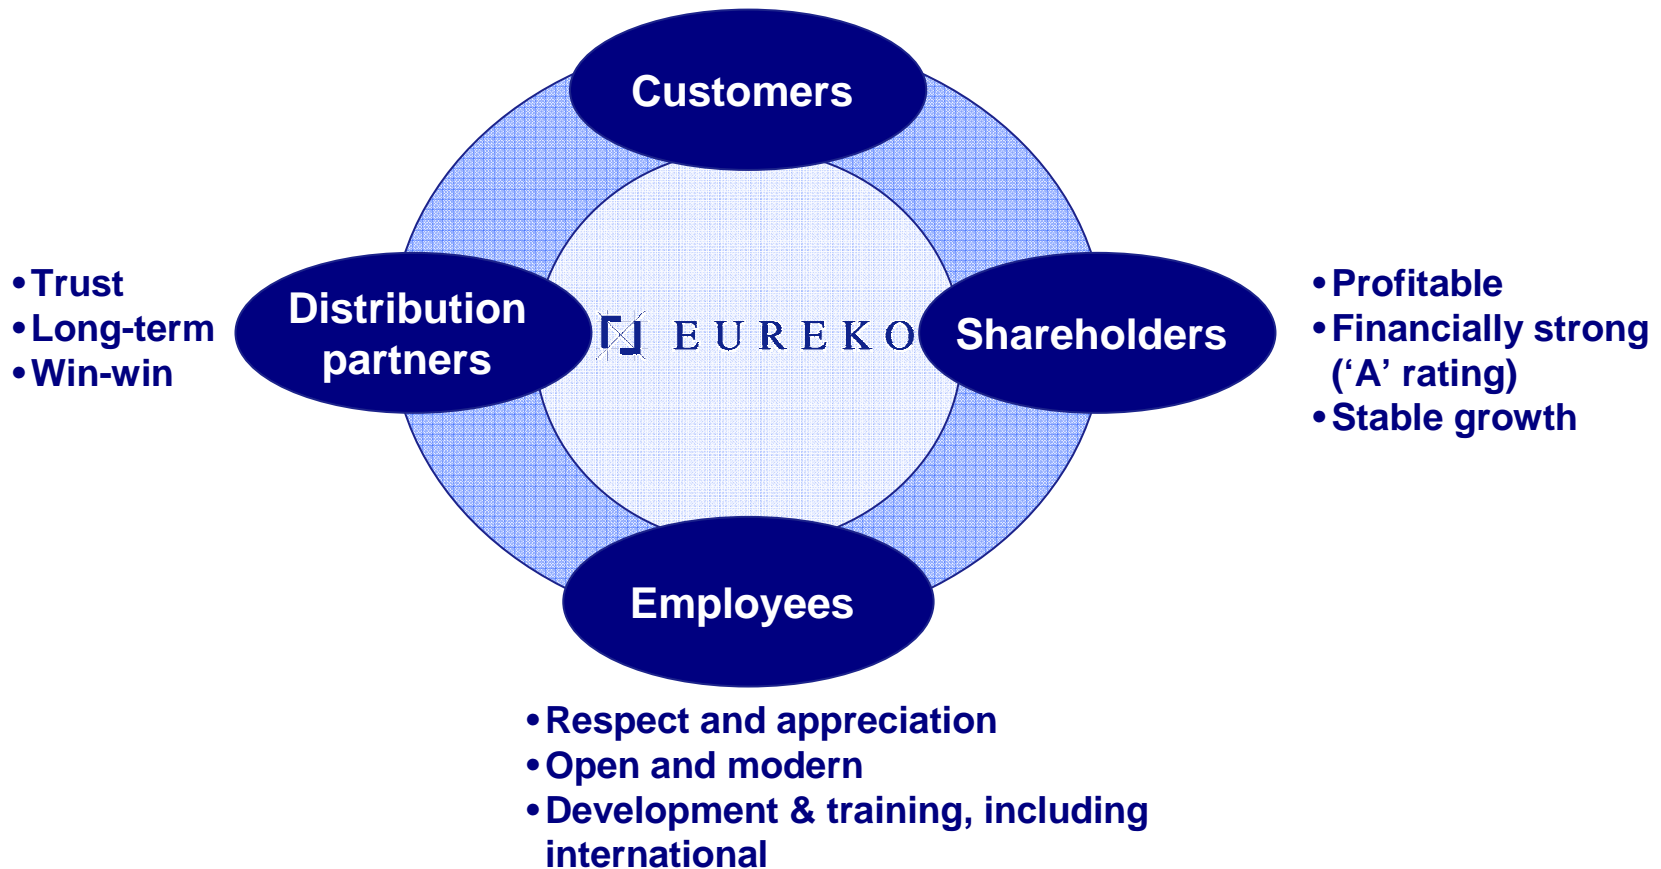 Customers
•Trust
•Long-term
•Win-win
Distribution
partners
EUREKO
Shareholders
•Profitable
•Financially strong
(‘A’ rating)
•Stable growth
Employees
•Respect and appreciation
•Open and modern
•Development & training, including
international